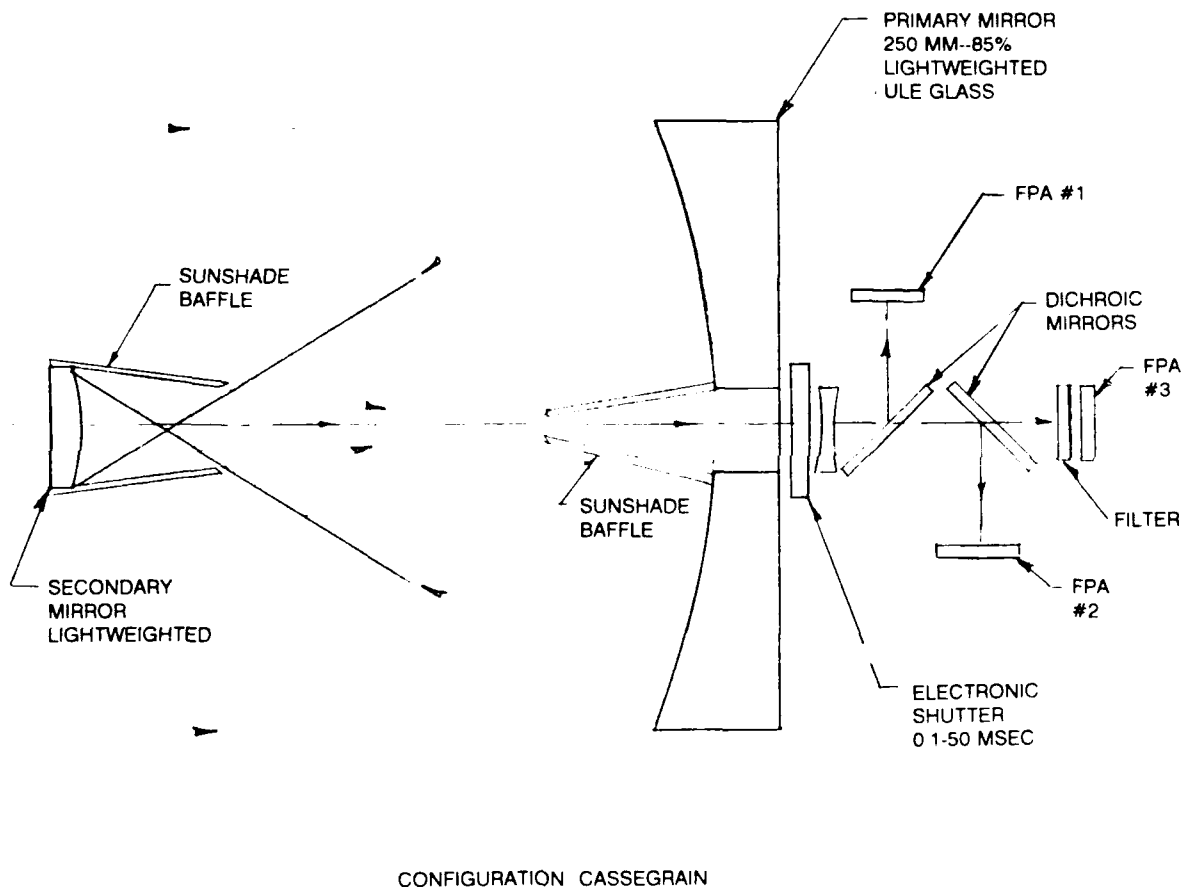 PRIMARY MIRROR
250 MM--85%
LIGHTWEIGHTED
ULE GLASS
FPA #1
SUNSHADE
BAFFLE
DICHROIC
MIRRORS
FPA
#3
SUNSHADE
BAFFLE
FILTER
SECONDARY
MIRROR
LIGHTWEIGHTED
FPA
#2
ELECTRONIC
SHUTTER
0 1-50 MSEC
CONFIGURATION CASSEGRAIN